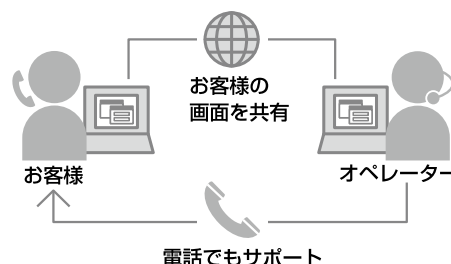 お客様の
画面を共有
お客様
オペレーター
電話でもサポート